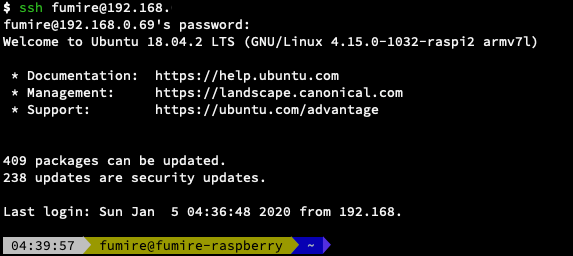 $ ssh fumire@192.168.
fumire@192.168.0.69's password:
Welcome to Ubuntu 18.04.2 LTS (GNU/Linux 4.15.0-1032-raspi2 armv7l)
* Documentation:  https://help.ubuntu.com
* Management:     https://landscape.canonical.com
* Support:        https://ubuntu.com/advantage
409 packages can be updated.
238 updates are security updates.
Last login: Sun Jan  5 04:36:48 2020 from 192.168.
04:39:57 fumire@fumire-raspberry ~